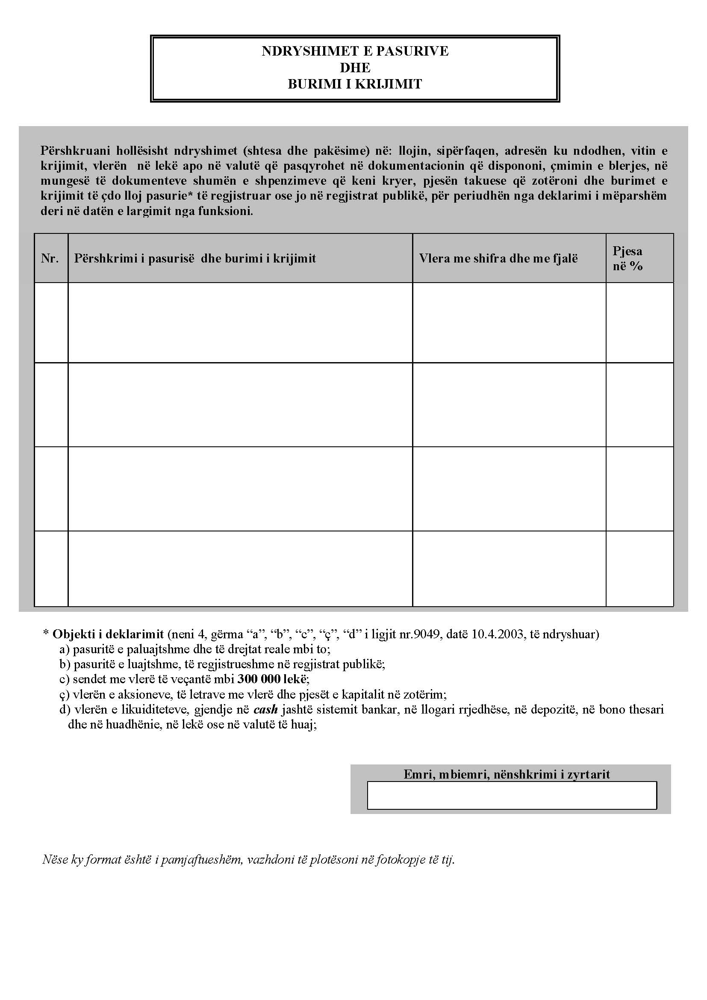 NDRYSHIMET E PASURIVE
DHE
BURIMI I KRIJIMIT
Përshkruani hollësisht ndryshimet (shtesa dhe pakësime) në: llojin, sipërfaqen, adresën ku ndodhen, vitin e
krijimit, vlerën në lekë apo në valutë që pasqyrohet në dokumentacionin që dispononi, çmimin e blerjes, në
mungesë të dokumenteve shumën e shpenzimeve që keni kryer, pjesën takuese që zotëroni dhe burimet e
krijimit të çdo lloj pasurie* të regjistruar ose jo në regjistrat publikë, për periudhën nga deklarimi i mëparshëm
deri në datën e largimit nga funksioni.
Nr. Përshkrimi i pasurisë dhe burimi i krijimit Vlera me shifra dhe me fjalë Pjesa
në %
* Objekti i deklarimit (neni 4, gërma “a”, “b”, “c”, “ç”, “d” i ligjit nr.9049, datë 10.4.2003, të ndryshuar)
a) pasuritë e paluajtshme dhe të drejtat reale mbi to;
b) pasuritë e luajtshme, të regjistrueshme në regjistrat publikë;
c) sendet me vlerë të veçantë mbi 300 000 lekë;
ç) vlerën e aksioneve, të letrave me vlerë dhe pjesët e kapitalit në zotërim;
d) vlerën e likuiditeteve, gjendje në cash jashtë sistemit bankar, në llogari rrjedhëse, në depozitë, në bono thesari
dhe në huadhënie, në lekë ose në valutë të huaj;
Emri, mbiemri, nënshkrimi i zyrtarit
Nëse ky format është i pamjaftueshëm, vazhdoni të plotësoni në fotokopje të tij.